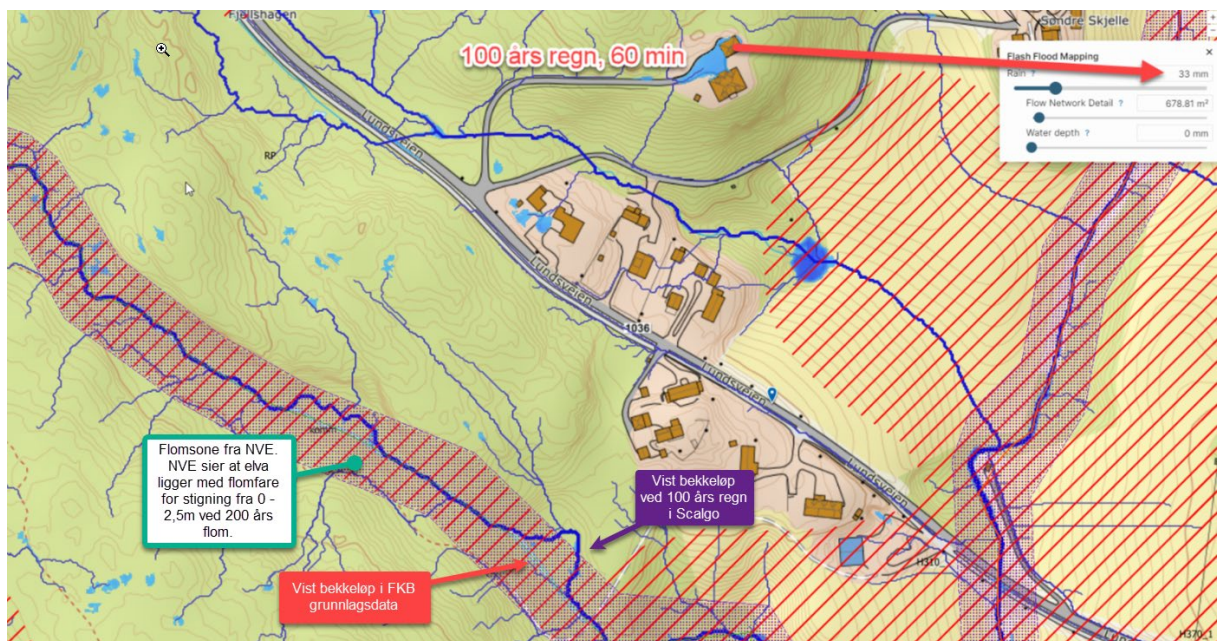 Fjellshagen
Søndre Skjelle
100 års regn, 60 min
Flash Flood Mapping
×
Rain ?
33 mm
Flow Network Detail ?
678.81 m²
Water depth ?
0 mm
+
−
Lundsveien
RP
Lundsveien
1036
Lundsveien
Lundsveien
Flomsone fra NVE.
NVE sier at elva
ligger med flomfare
for stigning fra 0 -
2,5m ved 200 års
flom.
Vist bekkeløp
ved 100 års regn
i Scalgo
Vist bekkeløp i FKB
grunnlagsdata
H310_
H370_1